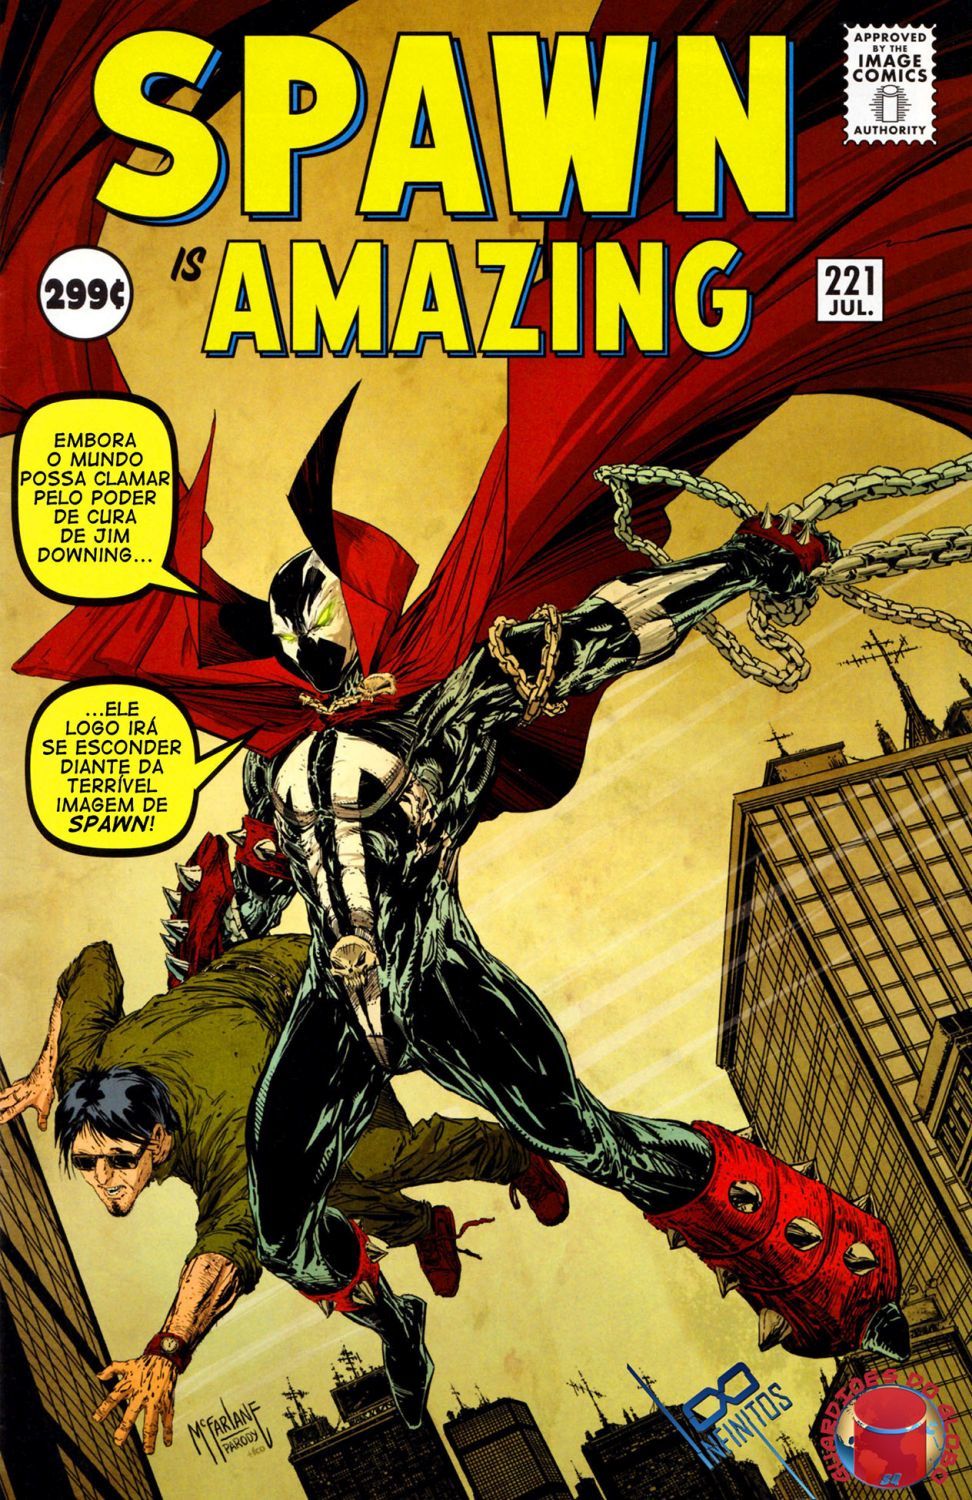 SPAWN
IS AMAZING
APPROVED
BY THE
IMAGE
COMICS
i
AUTHORITY
299¢
221
JUL.
EMBORA
O MUNDO
POSSA CLAMAR
PELO PODER
DE CURA
DE JIM
DOWNING...
...ELE
LOGO IRÁ
SE ESCONDER
DIANTE DA
TERRÍVEL
IMAGEM DE
SPAWN!
McFARLANE
PARODY
INFINITOS
GUARDIÕES DO GLOBO